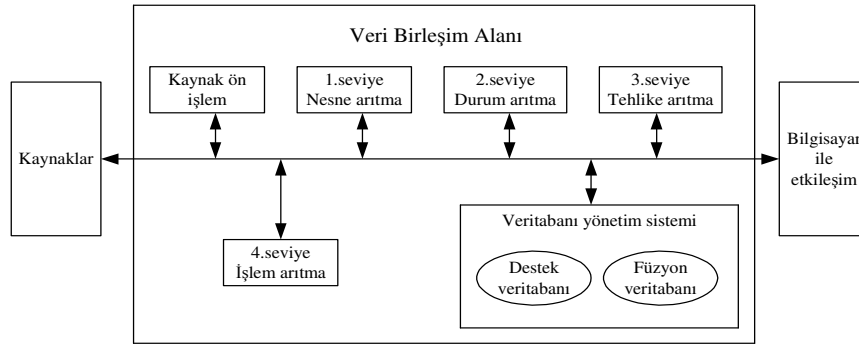 Veri Birleşim Alanı
Kaynak ön
işlem
1.seviye
Nesne arıtma
2.seviye
Durum arıtma
3.seviye
Tehlike arıtma
Kaynaklar
Bilgisayar
ile
etkileşim
4.seviye
İşlem arıtma
Veritabanı yönetim sistemi
Destek
veritabanı
Füzyon
veritabanı